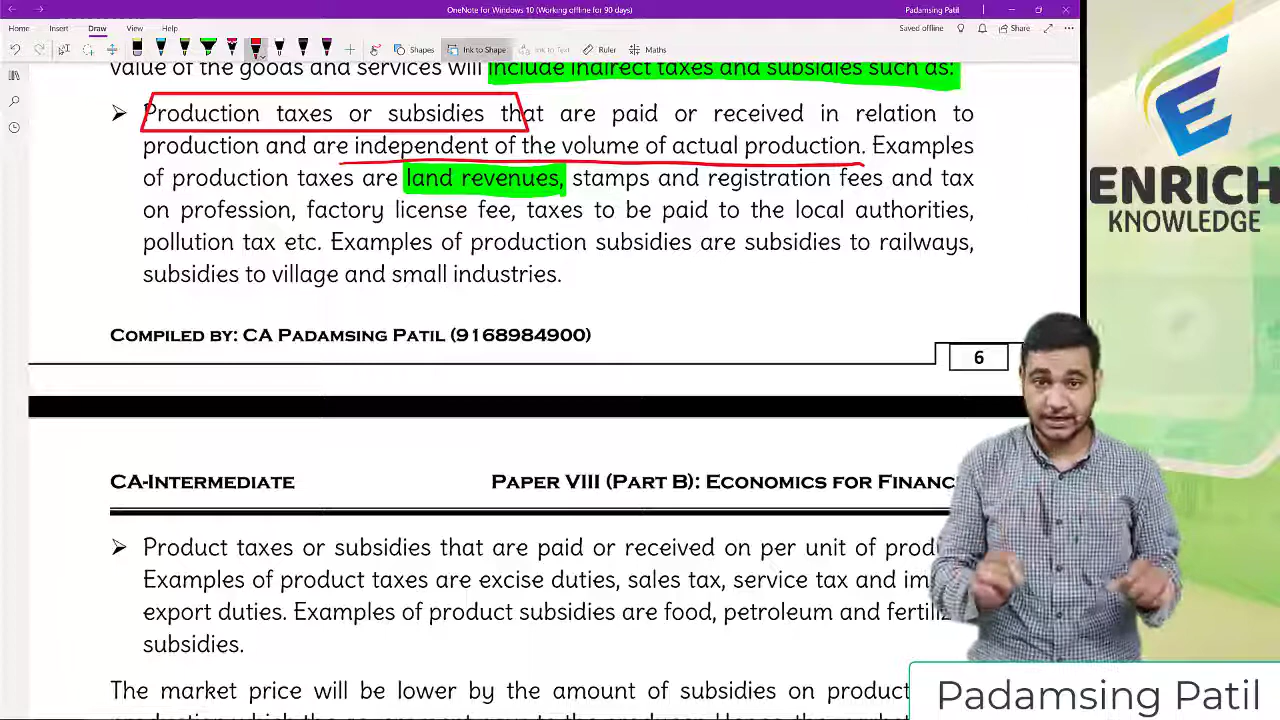 OneNote for Windows 10 (Working offline for 90 days)
Padamsing Patil
Home Insert Draw View Help
Saved offline
Share
Shapes
Ink to Shape
Ink to Text
Ruler
Maths
value of the goods and services will include indirect taxes and subsidies such as:
➢ Production taxes or subsidies that are paid or received in relation to
production and are independent of the volume of actual production. Examples
of production taxes are land revenues, stamps and registration fees and tax
on profession, factory license fee, taxes to be paid to the local authorities,
pollution tax etc. Examples of production subsidies are subsidies to railways,
subsidies to village and small industries.
COMPILED BY: CA PADAMSING PATIL (9168984900)
6
CA-INTERMEDIATE
PAPER VIII (PART B): ECONOMICS FOR FINANC
➢ Product taxes or subsidies that are paid or received on per unit of produ
Examples of product taxes are excise duties, sales tax, service tax and im
export duties. Examples of product subsidies are food, petroleum and fertiliz
subsidies.
The market price will be lower by the amount of subsidies on product
ENRICH
KNOWLEDGE
Padamsing Patil